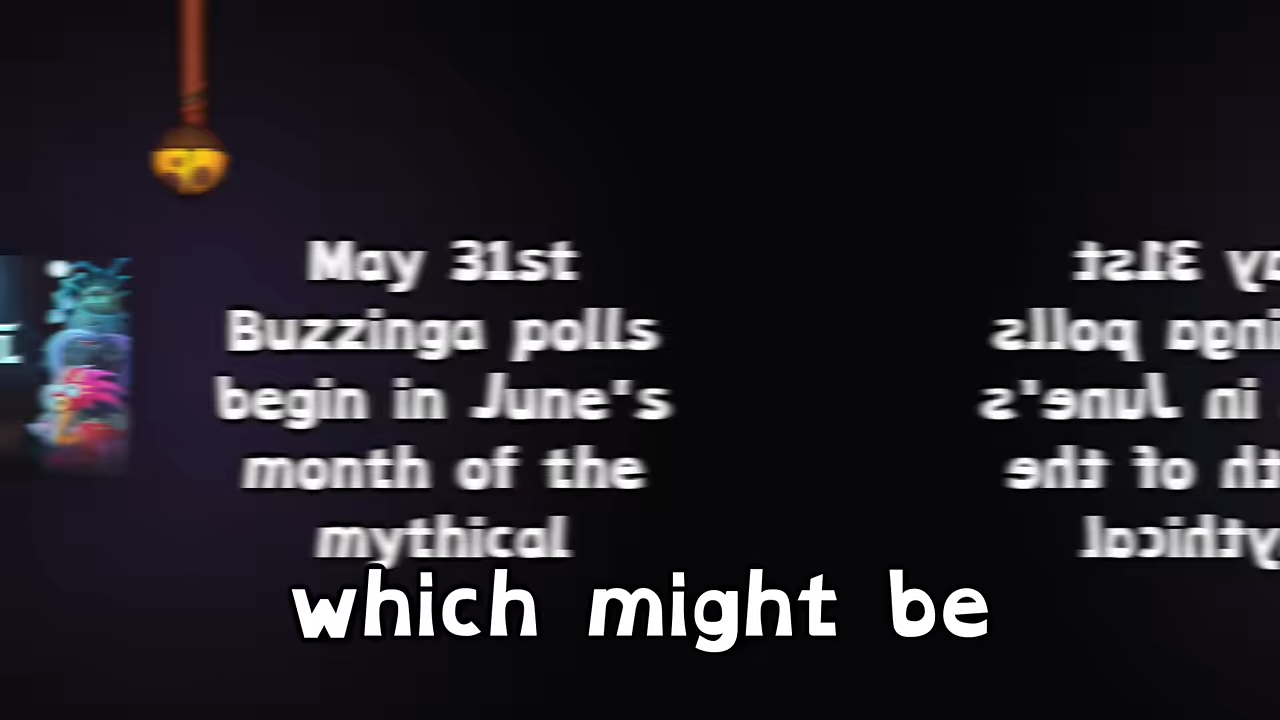 May 31st
Buzzinga polls
begin in June's
month of the
mythical
which might be